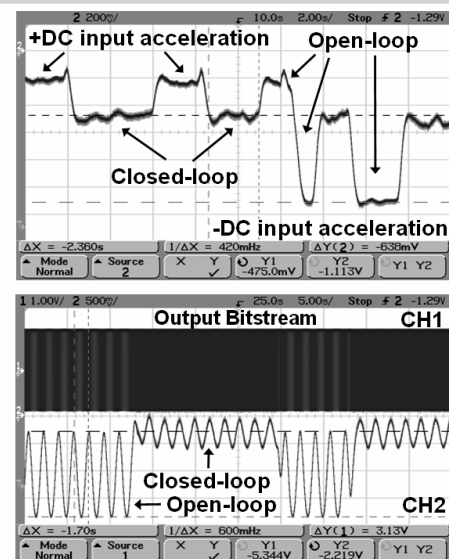 2 200mV/ 10.0s 2.00s/ Stop 2 -1.29V
+DC input acceleration Open-loop
Closed-loop
-DC input acceleration
ΔX = -2.360s 1/ΔX = 420mHz ΔY(2) = -638mV
Mode Source X Y Y1 Y2 Y1 Y2
Normal 2 ✓ -475.0mV -1.113V
1 1.00V/ 2 500mV/ 25.0s 5.00s/ Stop 2 -1.29V
Output Bitstream CH1
1
2
Closed-loop
Open-loop
CH2
ΔX = -1.70s 1/ΔX = 600mHz ΔY(1) = 3.13V
Mode Source X Y Y1 Y2 Y1 Y2
Normal 1 ✓ -5.344V -2.219V